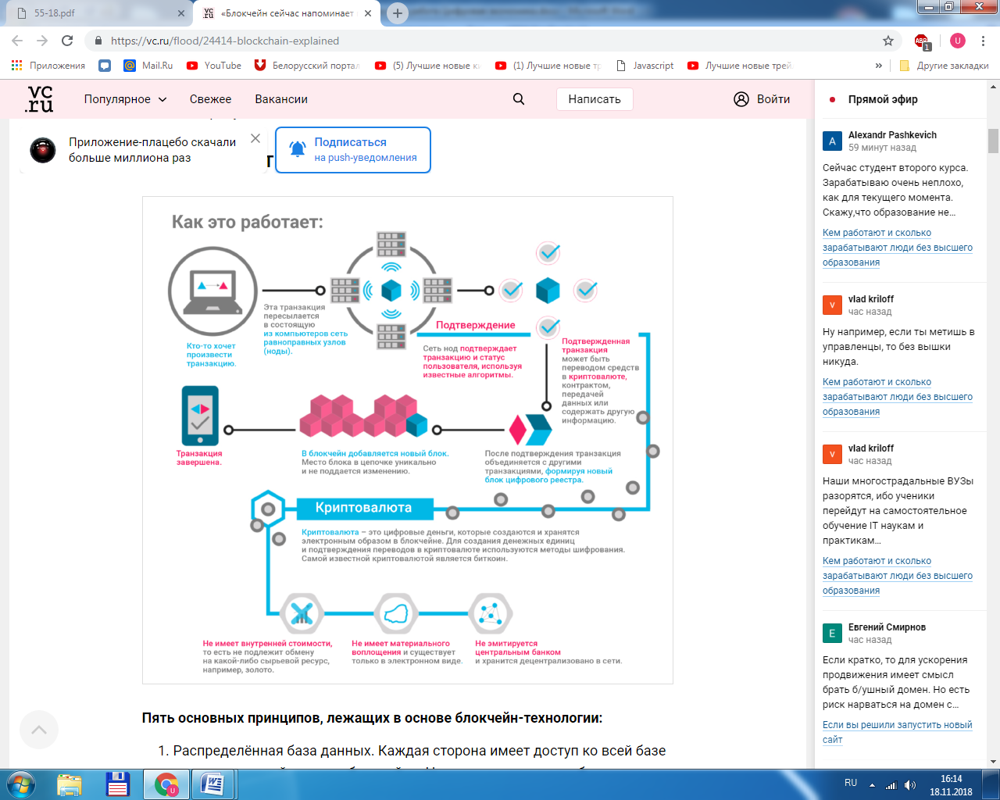 55-18.pdf
«Блокчейн сейчас напоминает
https://vc.ru/flood/24414-blockchain-explained
ABP
1
U
Приложения
Mail.Ru
YouTube
Белорусский портал
(5) Лучшие новые к
(1) Лучшие новые т
Javascript
Лучшие новые трей
»
Другие закладки
vc
.ru
Популярное
Свежее
Вакансии
Написать
Войти
Приложение-плацебо скачали
больше миллиона раз
Подписаться
на push-уведомления
Как это работает:
Кто-то хочет
произвести
транзакцию.
Эта транзакция
пересылается
в состоящую
из компьютеров сеть
равноправных узлов
(ноды).
Подтверждение
Сеть нод подтверждает
транзакцию и статус
пользователя, используя
известные алгоритмы.
Подтвержденная
транзакция
может быть
переводом средств
в криптовалюте,
контрактом,
передачей
данных или
содержать другую
информацию.
Транзакция
завершена.
В блокчейн добавляется новый блок.
Место блока в цепочке уникально
и не поддается изменению.
После подтверждения транзакция
объединяется с другими
транзакциями, формируя новый
блок цифрового реестра.
Криптовалюта
Криптовалюта – это цифровые деньги, которые создаются и хранятся
электронным образом в блокчейне. Для создания денежных единиц
и подтверждения переводов в криптовалюте используются методы шифрования.
Самой известной криптовалютой является биткоин.
Не имеет внутренней стоимости,
то есть не подлежит обмену
на какой-либо сырьевой ресурс,
например, золото.
Не имеет материального
воплощения и существует
только в электронном виде.
Не эмитируется
центральным банком
и хранится децентрализовано в сети.
Пять основных принципов, лежащих в основе блокчейн-технологии:
1. Распределённая база данных. Каждая сторона имеет доступ ко всей базе
Прямой эфир
A
Alexandr Pashkevich
59 минут назад
Сейчас студент второго курса.
Зарабатываю очень неплохо,
как для текущего момента.
Скажу,что образование не...
Кем работают и сколько
зарабатывают люди без высшего
образования
v
vlad kriloff
час назад
Ну например, если ты метишь в
управленцы, то без вышки
никуда.
Кем работают и сколько
зарабатывают люди без высшего
образования
v
vlad kriloff
час назад
Наши многострадальные ВУЗы
разорятся, ибо ученики
перейдут на самостоятельное
обучение IT наукам и
практикам...
Кем работают и сколько
зарабатывают люди без высшего
образования
Е
Евгений Смирнов
час назад
Если кратко, то для ускорения
продвижения имеет смысл
брать б/ушный домен. Но есть
риск нарваться на домен с...
Если вы решили запустить новый
сайт
RU
16:14
18.11.2018